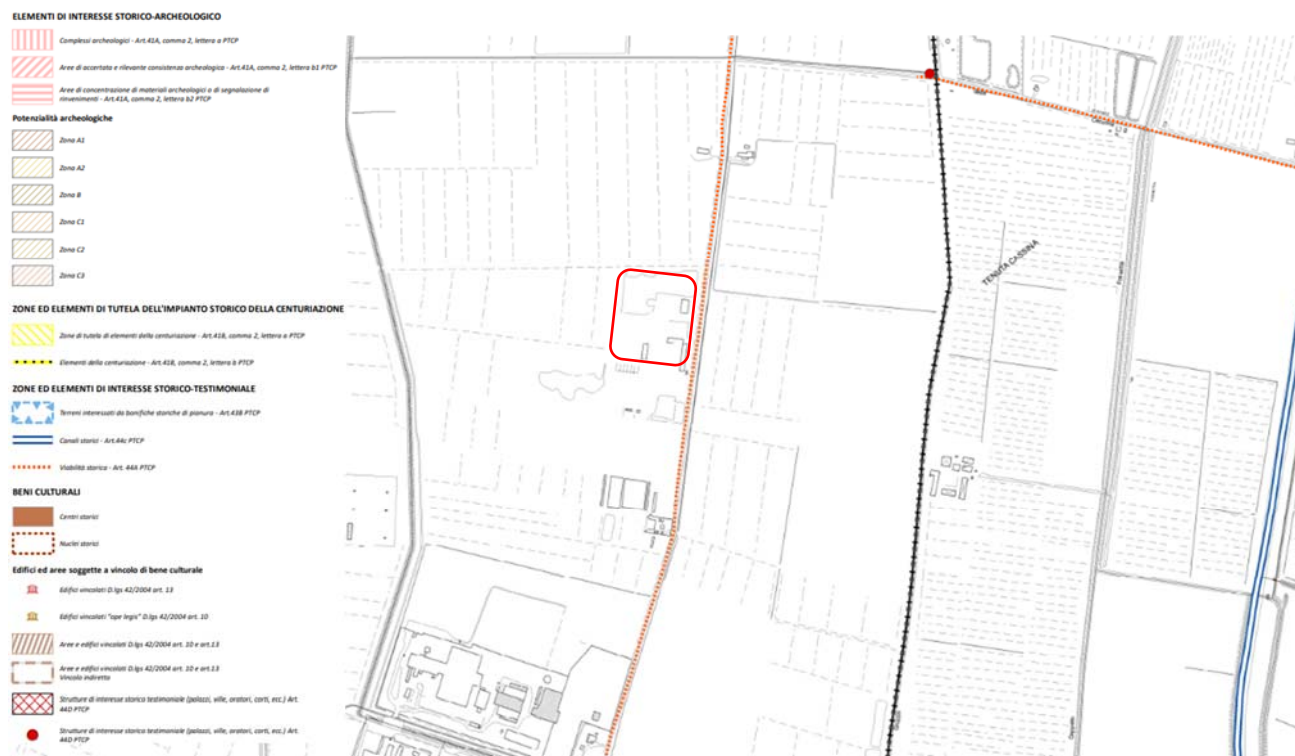 ELEMENTI DI INTERESSE STORICO-ARCHEOLOGICO
Complessi archeologici - Art.41A, comma 2, lettera a PTCP
Aree di accertata e rilevante consistenza archeologica - Art.41A, comma 2, lettera b1 PTCP
Aree di concentrazione di materiali archeologici o di segnalazione di
rinvenimenti - Art.41A, comma 2, lettera b2 PTCP
Potenzialità archeologiche
Zona A1
Zona A2
Zona B
Zona C1
Zona C2
Zona C3
ZONE ED ELEMENTI DI TUTELA DELL'IMPIANTO STORICO DELLA CENTURIAZIONE
Zone di tutela di elementi della centuriazione - Art.41B, comma 2, lettera a PTCP
Elementi della centuriazione - Art.41B, comma 2, lettera b PTCP
ZONE ED ELEMENTI DI INTERESSE STORICO-TESTIMONIALE
Terreni interessati da bonifiche storiche di pianura - Art.43B PTCP
Canali storici - Art.44c PTCP
Viabilità storica - Art. 44A PTCP
BENI CULTURALI
Centri storici
Nuclei storici
Edifici ed aree soggette a vincolo di bene culturale
Edifici vincolati D.lgs 42/2004 art. 13
Edifici vincolati "ope legis" D.lgs 42/2004 art. 10
Aree e edifici vincolati D.lgs 42/2004 art. 10 e art.13
Aree e edifici vincolati D.lgs 42/2004 art. 10 e art.13
Vincolo indiretto
Strutture di interesse storico testimoniale (palazzi, ville, oratori, corti, ecc.) Art.
44D PTCP
Strutture di interesse storico testimoniale (palazzi, ville, oratori, corti, ecc.) Art.
44D PTCP
TENUTA CASSINA